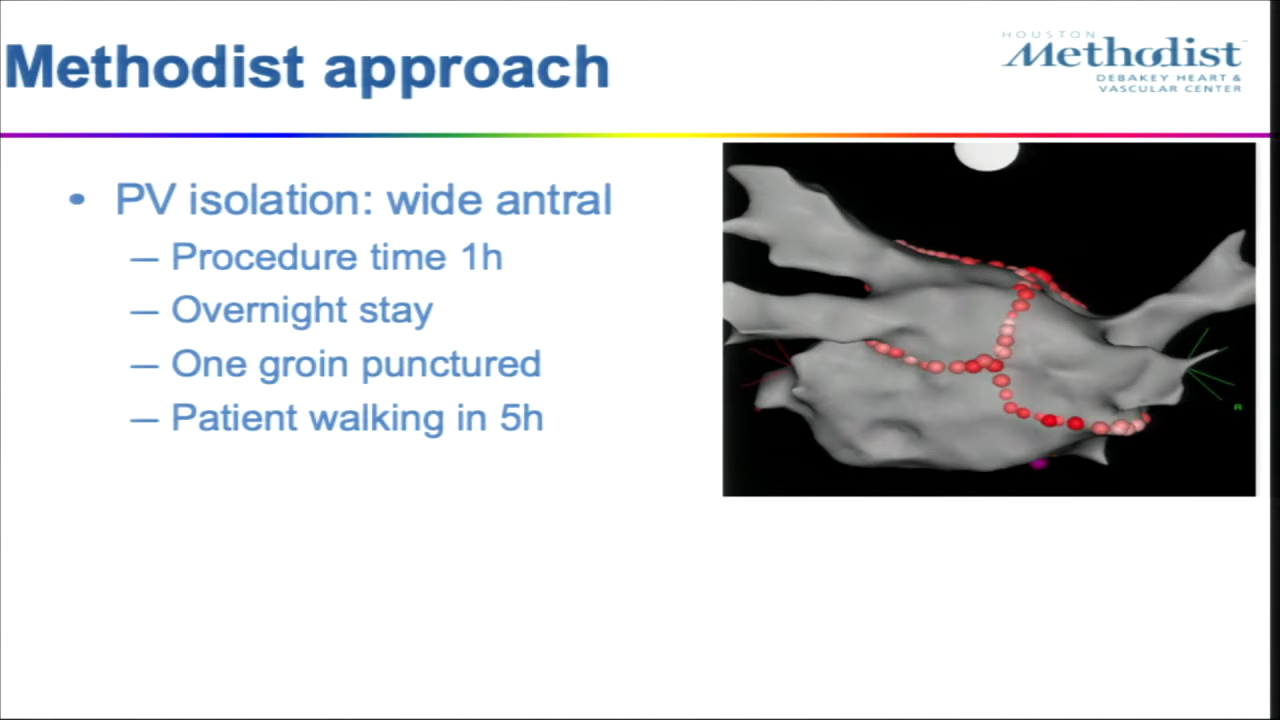 Methodist approach
HOUSTON
Methodist
DEBAKEY HEART &
VASCULAR CENTER
• PV isolation: wide antral
– Procedure time 1h
– Overnight stay
– One groin punctured
– Patient walking in 5h
R